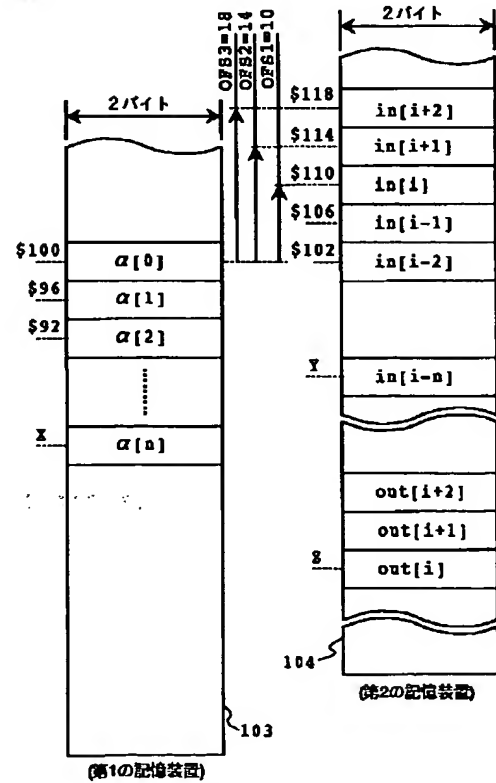 2バイト
OFS3=18
OFS2=14
OFS1=10
2バイト
$118
in[i+2]
$114
in[i+1]
$110
in[i]
$106
in[i-1]
$100
α[0]
$102
in[i-2]
$96
α[1]
$92
α[2]
Y
in[i-n]
X
α[n]
out[i+2]
out[i+1]
Z
out[i]
104
(第2の記憶装置)
103
(第1の記憶装置)